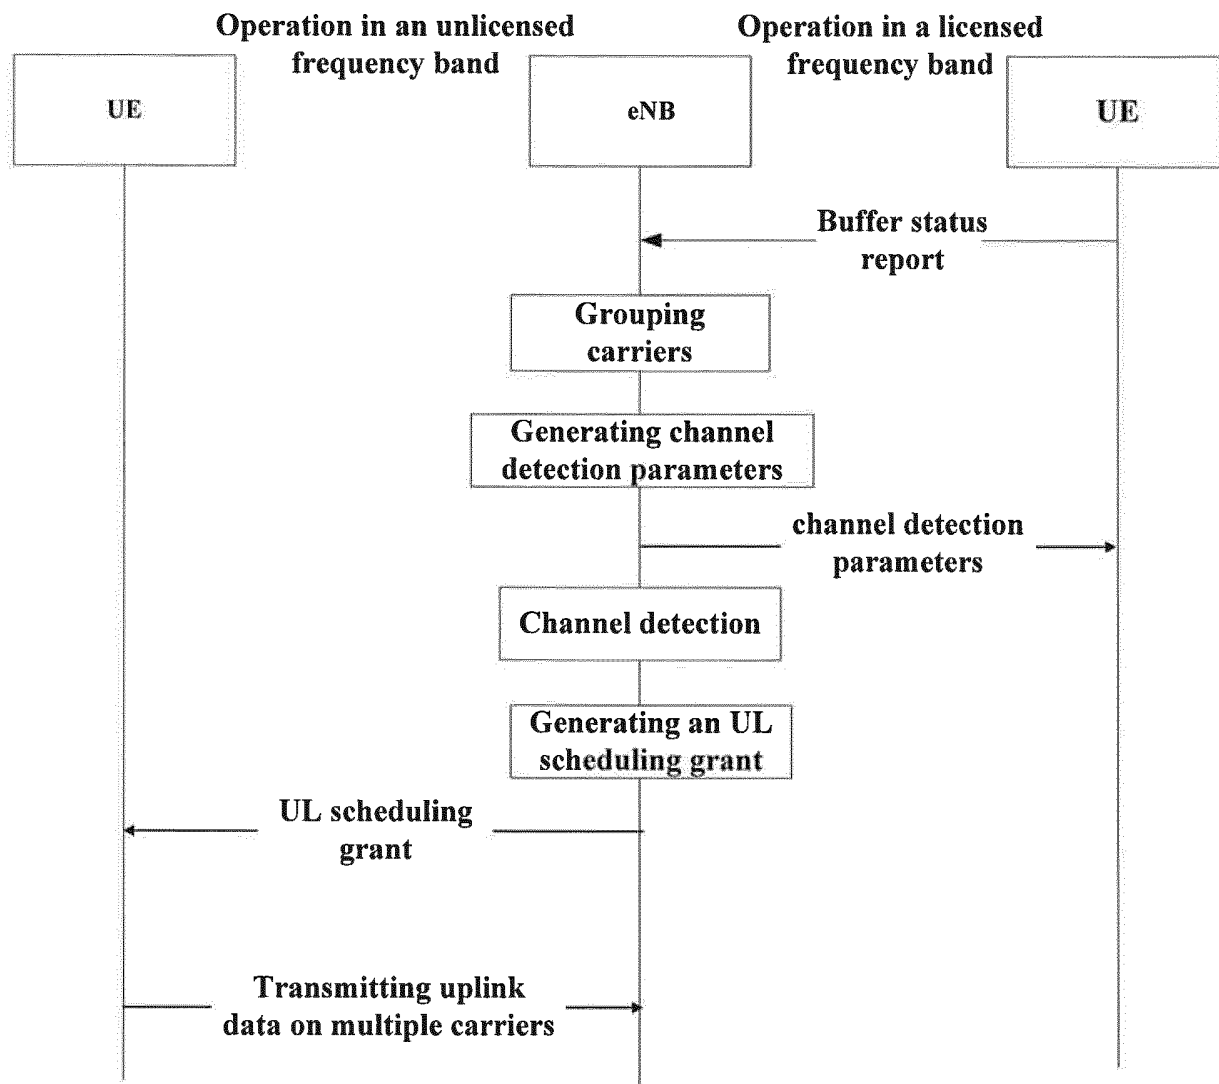 Operation in an unlicensed
frequency band
Operation in a licensed
frequency band
UE
eNB
UE
Buffer status
report
Grouping
carriers
Generating channel
detection parameters
channel detection
parameters
Channel detection
Generating an UL
scheduling grant
UL scheduling
grant
Transmitting uplink
data on multiple carriers